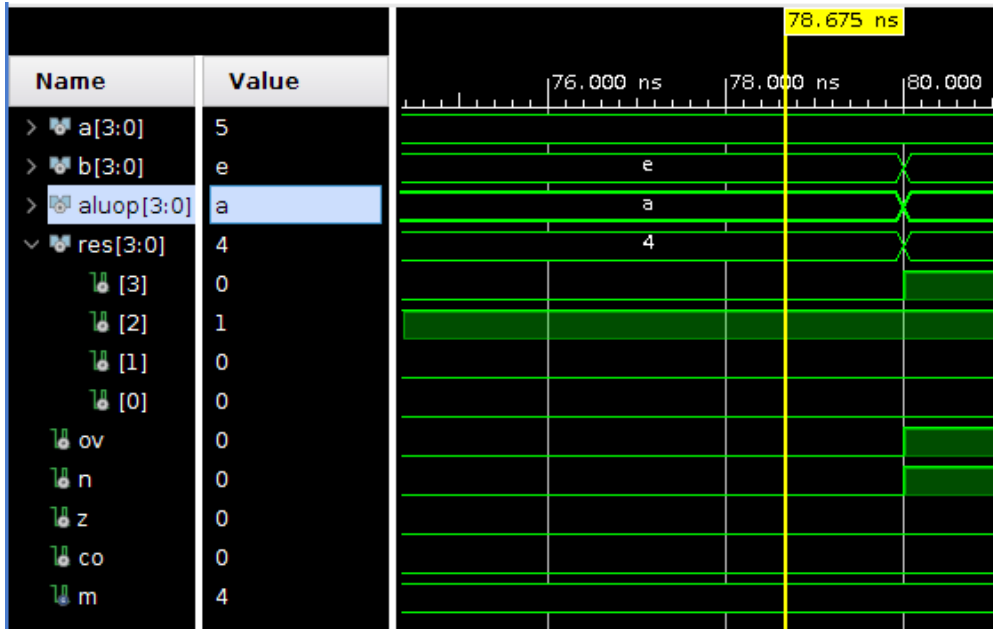 78.675 ns
Name Value
76.000 ns 78.000 ns 80.000
a[3:0] 5
b[3:0] e e
aluop[3:0] a a
res[3:0] 4 4
[3] 0
[2] 1
[1] 0
[0] 0
ov 0
n 0
z 0
co 0
m 4